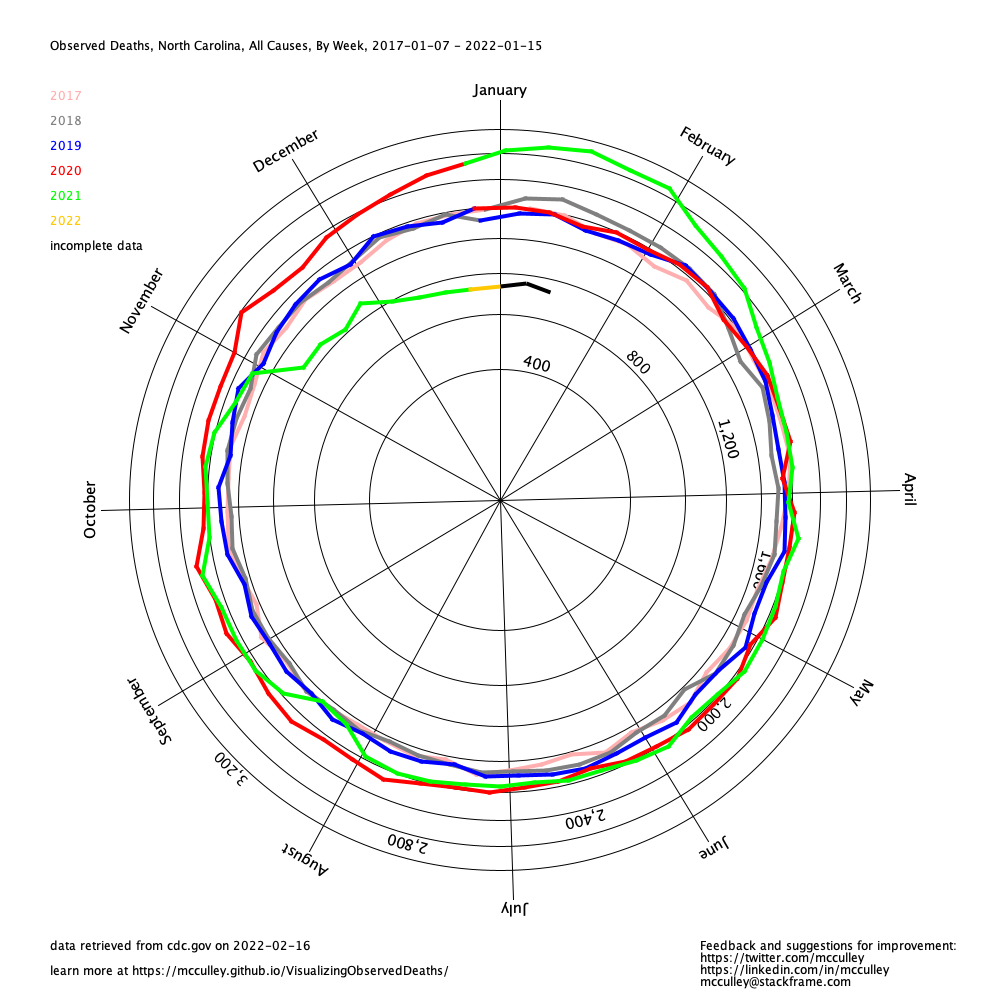 Observed Deaths, North Carolina, All Causes, By Week, 2017-01-07 - 2022-01-15
January
2017
2018
2019
2020
2021
2022
incomplete data
December
February
November
March
400
800
1,200
October
April
1,600
September
May
2,000
3,200
2,400
2,800
August
June
July
data retrieved from cdc.gov on 2022-02-16
learn more at https://mcculley.github.io/VisualizingObservedDeaths/
Feedback and suggestions for improvement:
https://twitter.com/mcculley
https://linkedin.com/in/mcculley
mcculley@stackframe.com